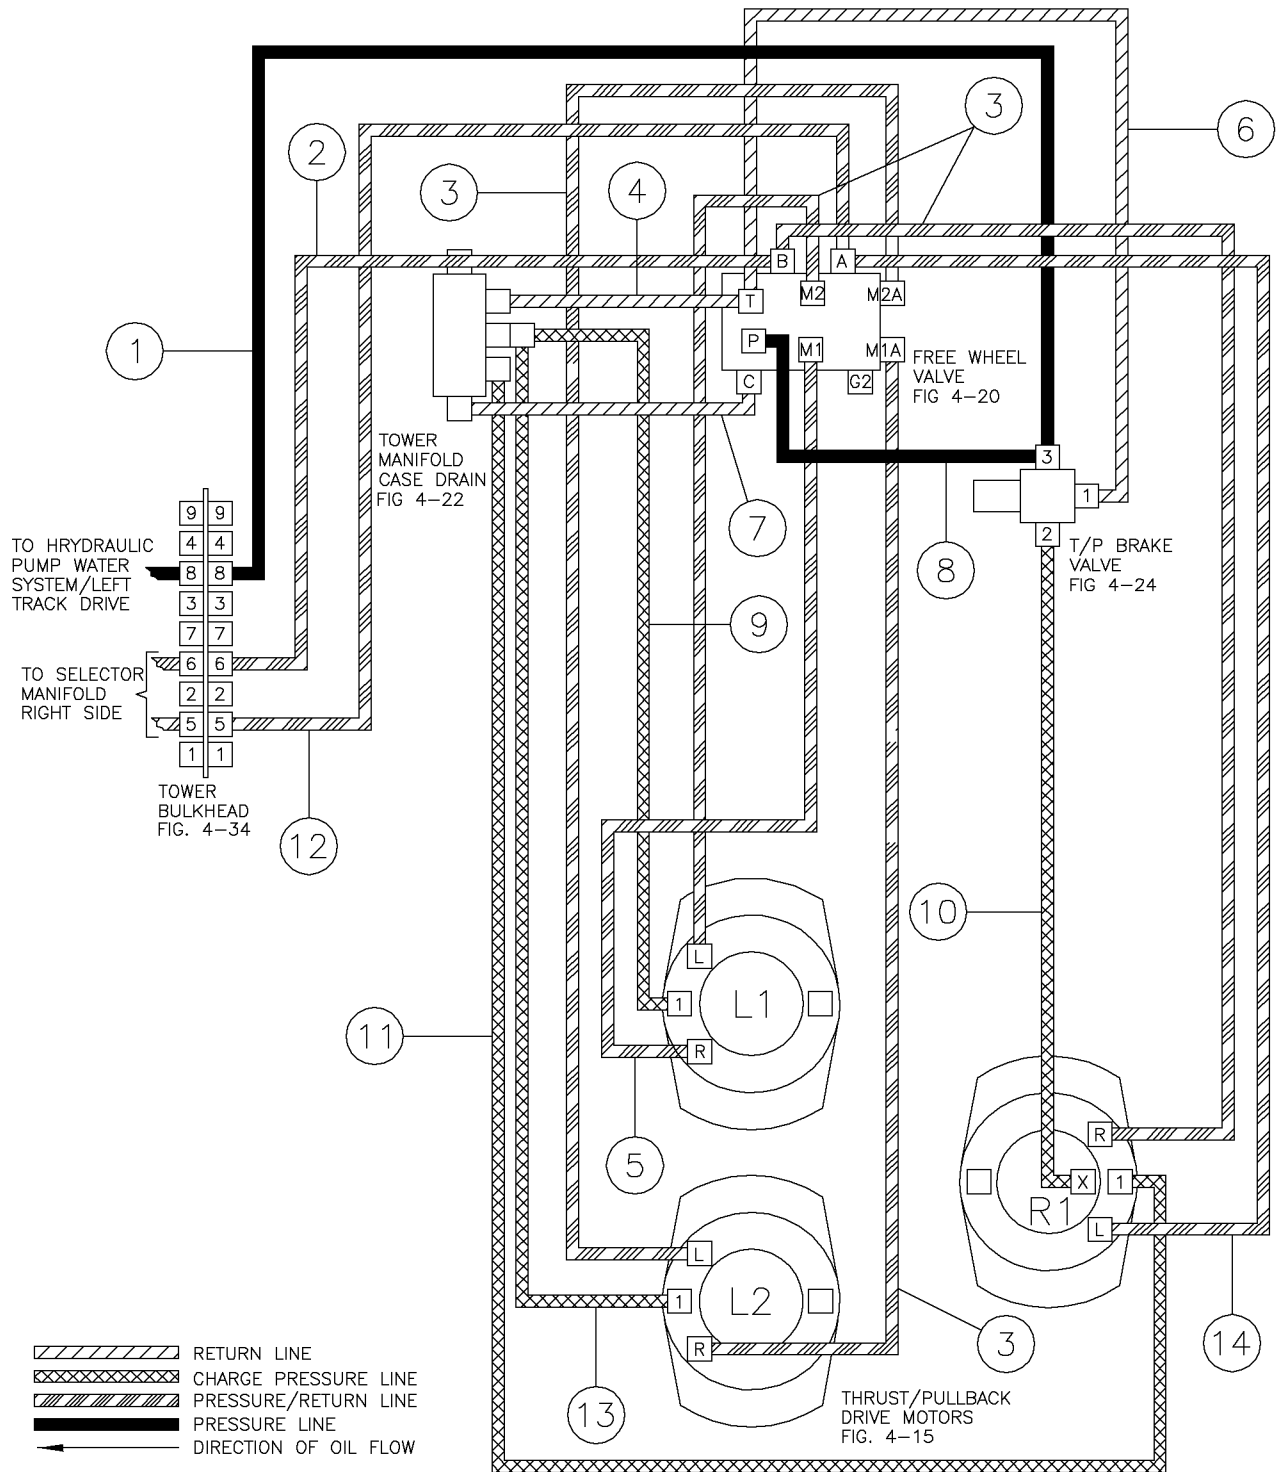 3
6
2
3
4
B
A
T
M2
M2A
1
P
M1
M1A
FREE WHEEL
VALVE
FIG 4-20
C
G2
TOWER
MANIFOLD
CASE DRAIN
FIG 4-22
3
1
2
7
8
T/P BRAKE
VALVE
FIG 4-24
9 9
4 4
8 8
3 3
7 7
6 6
2 2
5 5
1 1
TO HRYDRAULIC
PUMP WATER
SYSTEM/LEFT
TRACK DRIVE
TO SELECTOR
MANIFOLD
RIGHT SIDE
TOWER
BULKHEAD
FIG. 4-34
9
12
10
L
1
L1
R
11
5
R
X
1
R1
L
L
1
L2
R
3
14
13
THRUST/PULLBACK
DRIVE MOTORS
FIG. 4-15
RETURN LINE
CHARGE PRESSURE LINE
PRESSURE/RETURN LINE
PRESSURE LINE
DIRECTION OF OIL FLOW